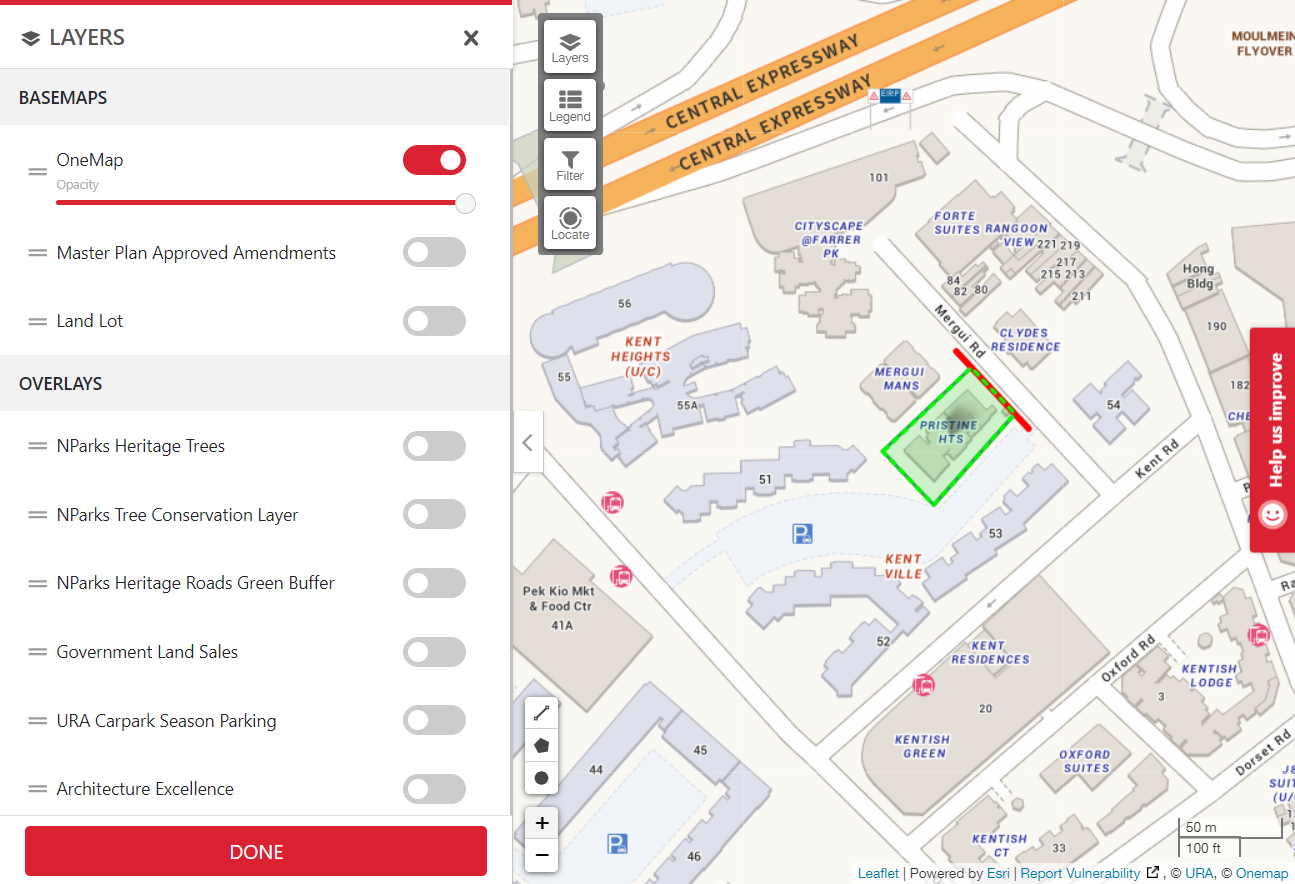 LAYERS
BASEMAPS
OneMap
Opacity
Master Plan Approved Amendments
Land Lot
OVERLAYS
NParks Heritage Trees
NParks Tree Conservation Layer
NParks Heritage Roads Green Buffer
Government Land Sales
URA Carpark Season Parking
Architecture Excellence
DONE
Layers
Legend
Filter
Locate
CENTRAL EXPRESSWAY
CENTRAL EXPRESSWAY
ERP
MOULMEIN
FLYOVER
101
CITYSCAPE
@FARRER
PK
FORTE
SUITES
RANGOON
VIEW
221 219
217
215 213
211
84
82 80
Hong
Bldg
190
182
CHE
Mergui Rd
CLYDES
RESIDENCE
56
KENT
HEIGHTS
(U/C)
55
55A
MERGUI
MANS
54
PRISTINE
HTS
Kent Rd
51
53
P
KENT
VILLE
Pek Kio Mkt
& Food Ctr
41A
52
KENT
RESIDENCES
20
KENTISH
GREEN
Oxford Rd
KENTISH
LODGE
3
Ra
OXFORD
SUITES
Dorset Rd
J8
SUIT
(U/
KENTISH
CT
33
44
45
46
P
Help us improve
+
−
50 m
100 ft
Leaflet | Powered by Esri | Report Vulnerability , © URA, © Onemap